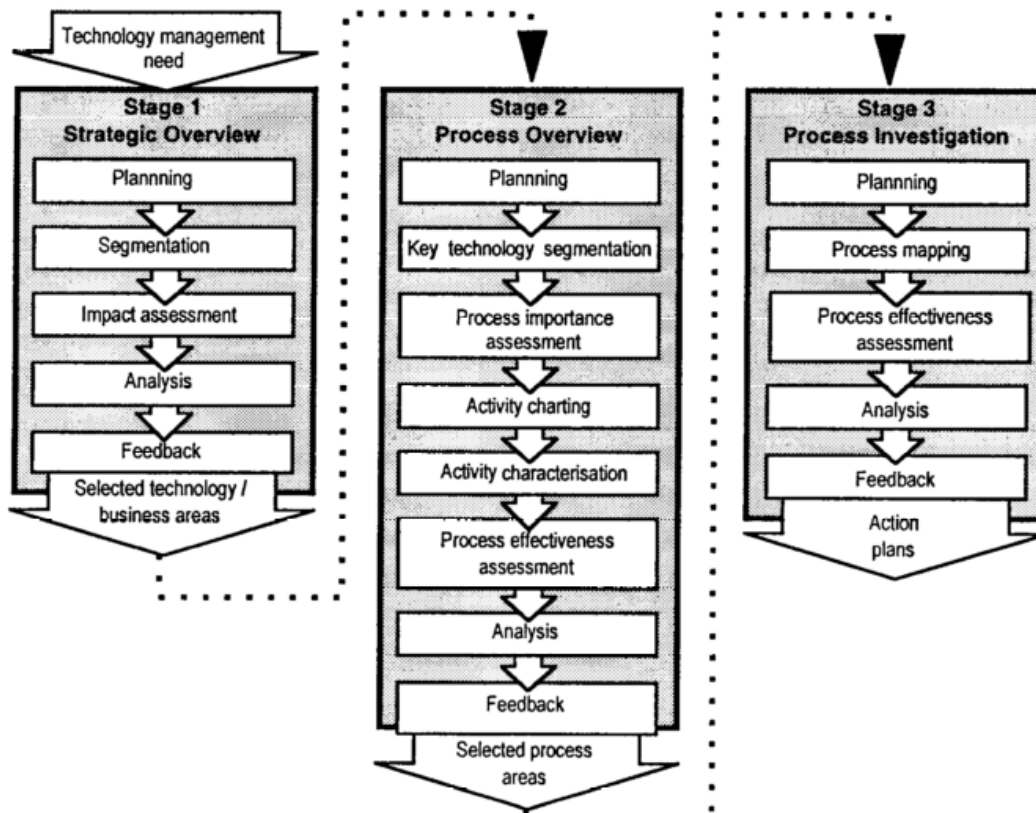 Technology management
need
Stage 1
Strategic Overview
Plannning
Segmentation
Impact assessment
Analysis
Feedback
Selected technology /
business areas
Stage 2
Process Overview
Plannning
Key technology segmentation
Process importance
assessment
Activity charting
Activity characterisation
Process effectiveness
assessment
Analysis
Feedback
Selected process
areas
Stage 3
Process Investigation
Plannning
Process mapping
Process effectiveness
assessment
Analysis
Feedback
Action
plans